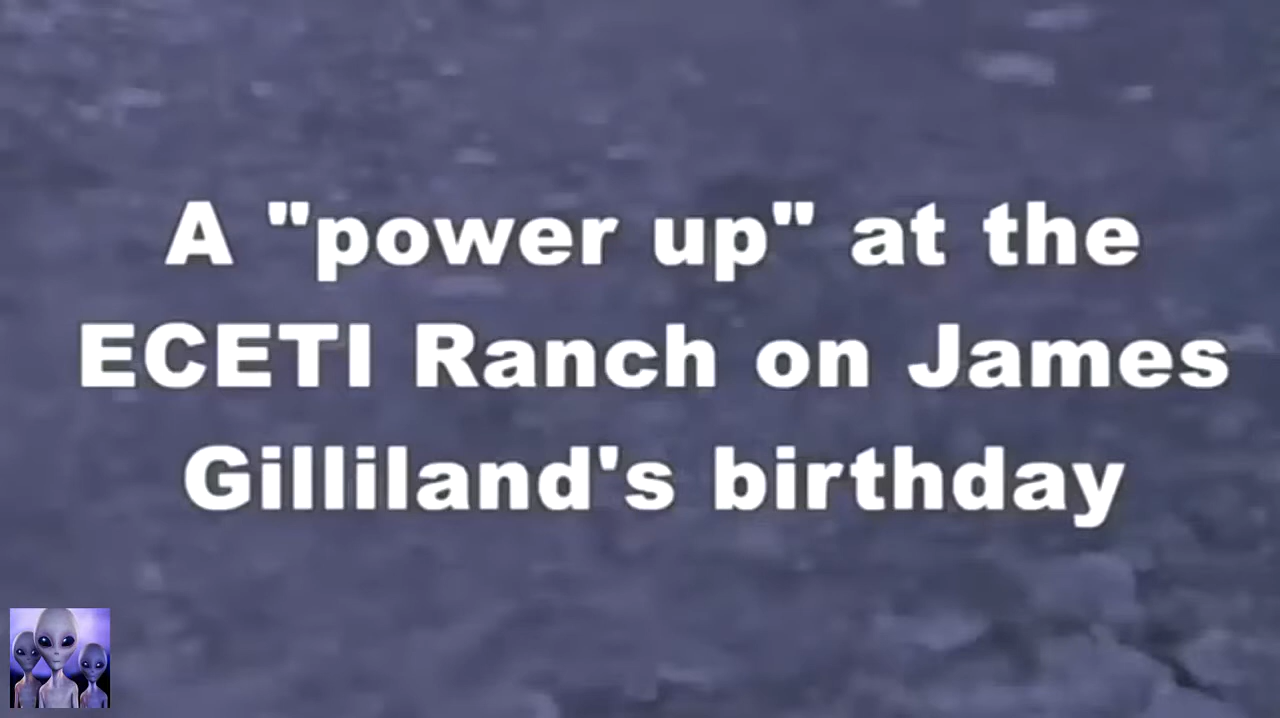 A "power up" at the
ECETI Ranch on James
Gilliland's birthday